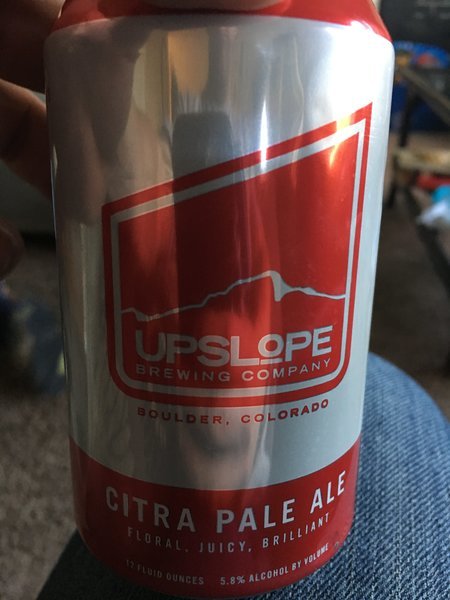 UPSLOPE
BREWING COMPANY
BOULDER, COLORADO
CITRA PALE ALE
FLORAL, JUICY, BRILLIANT
12 FLUID OUNCES 5.8% ALCOHOL BY VOLUME